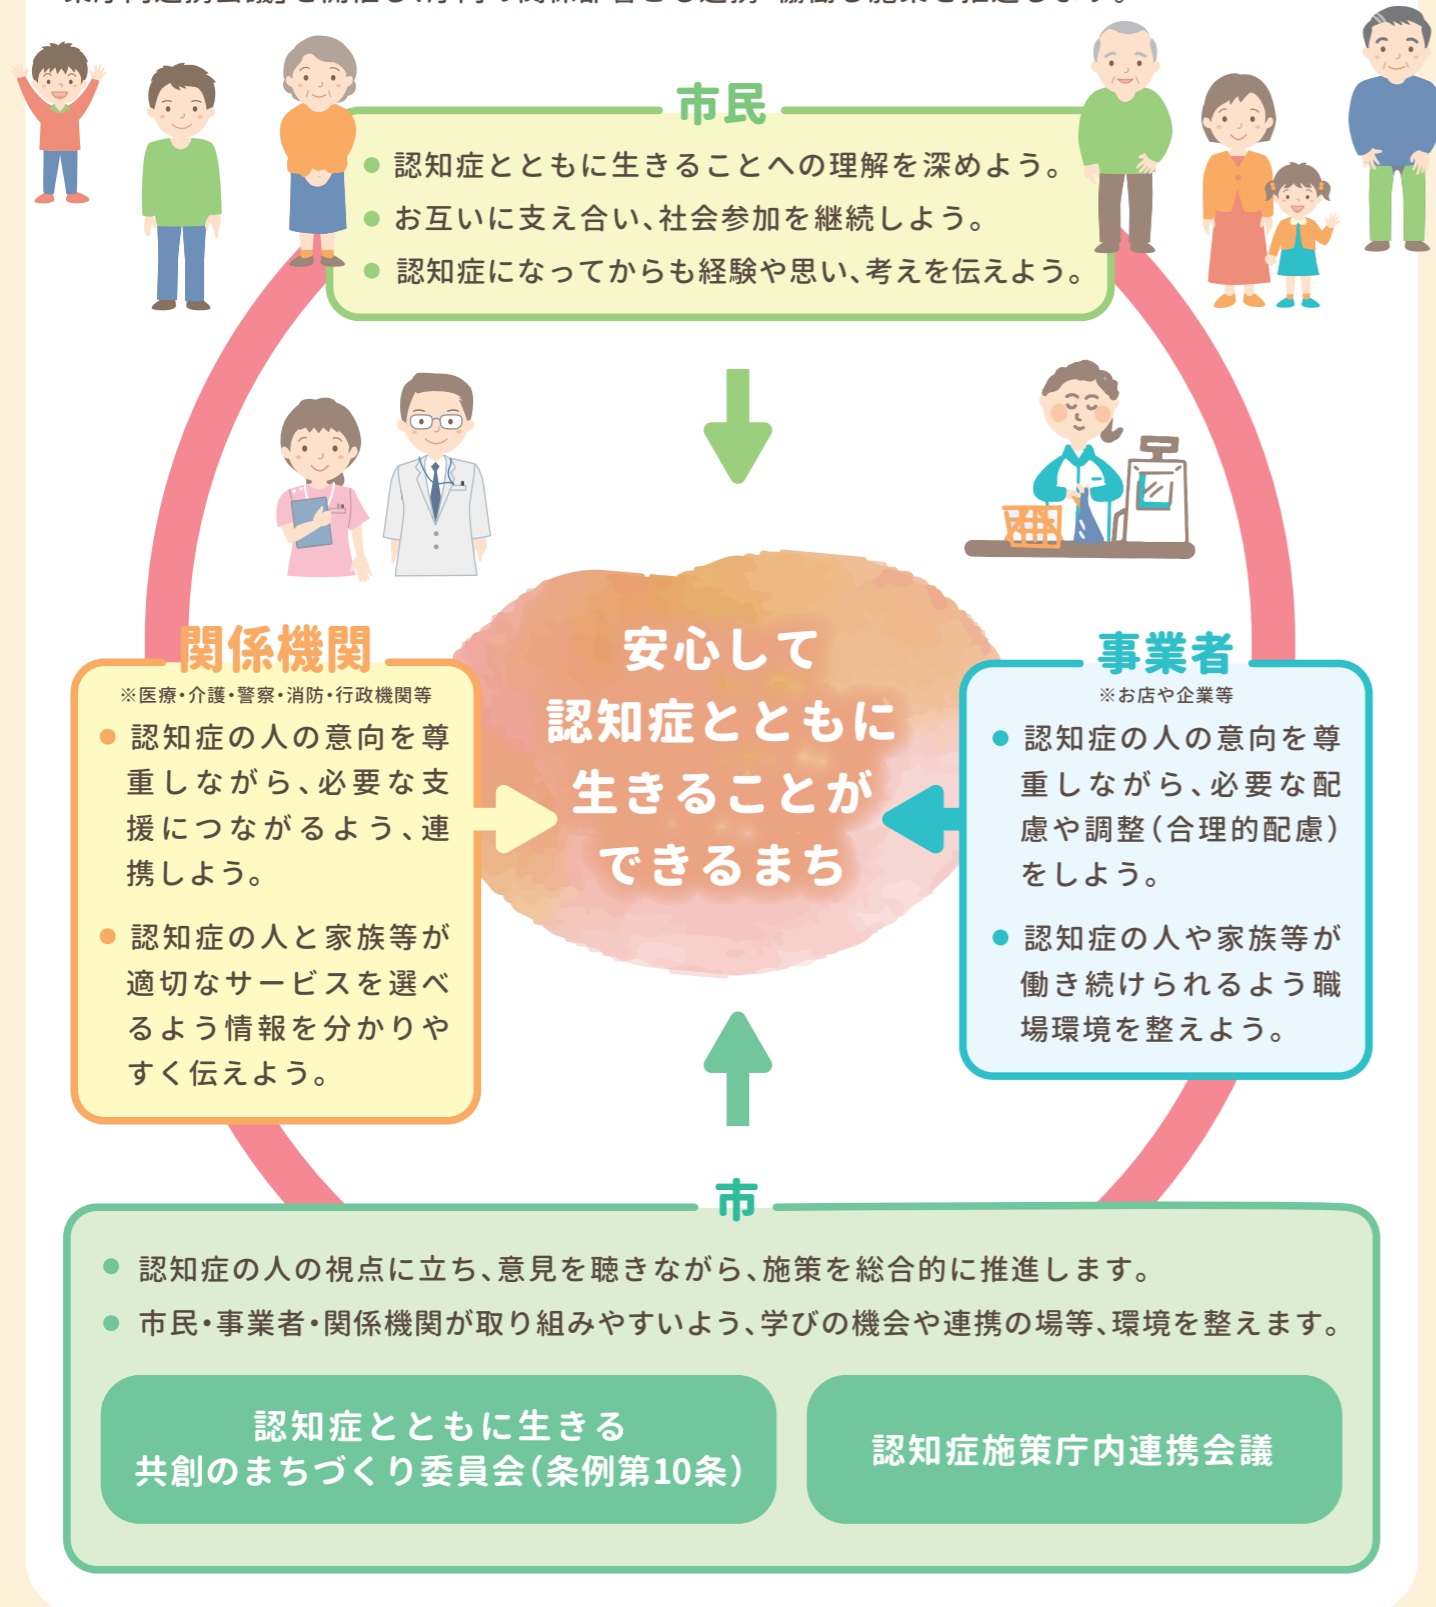 市民
● 認知症とともに生きることへの理解を深めよう。
● お互いに支え合い、社会参加を継続しよう。
● 認知症になってからも経験や思い、考えを伝えよう。
関係機関
※医療・介護・警察・消防・行政機関等
● 認知症の人の意向を尊
重しながら、必要な支
援につながるよう、連
携しよう。
● 認知症の人と家族等が
適切なサービスを選べ
るよう情報を分かりや
すく伝えよう。
安心して
認知症とともに
生きることが
できるまち
事業者
※お店や企業等
● 認知症の人の意向を尊
重しながら、必要な配
慮や調整（合理的配慮）
をしよう。
● 認知症の人や家族等が
働き続けられるよう職
場環境を整えよう。
市
● 認知症の人の視点に立ち、意見を聴きながら、施策を総合的に推進します。
● 市民・事業者・関係機関が取り組みやすいよう、学びの機会や連携の場等、環境を整えます。
認知症とともに生きる
共創のまちづくり委員会（条例第10条）
認知症施策庁内連携会議